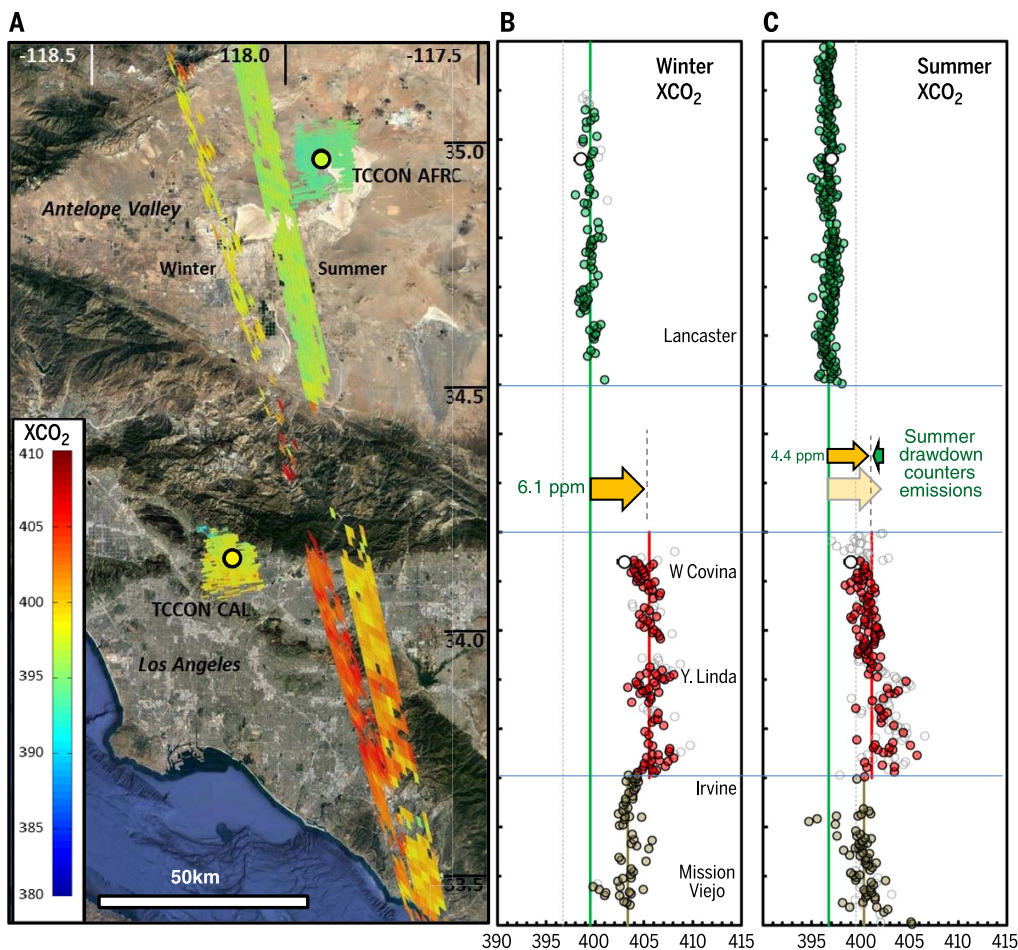 A
-118.5
118.0
-117.5
35.0
TCCON AFRC
Antelope Valley
Winter
Summer
34.5
XCO2
410
405
400
395
390
385
380
TCCON CAL
34.0
Los Angeles
50km
33.5
B
Winter
XCO2
Lancaster
6.1 ppm
W Covina
Y. Linda
Irvine
Mission
Viejo
390 395 400 405 410 415
C
Summer
XCO2
4.4 ppm
Summer
drawdown
counters
emissions
395 400 405 410 415